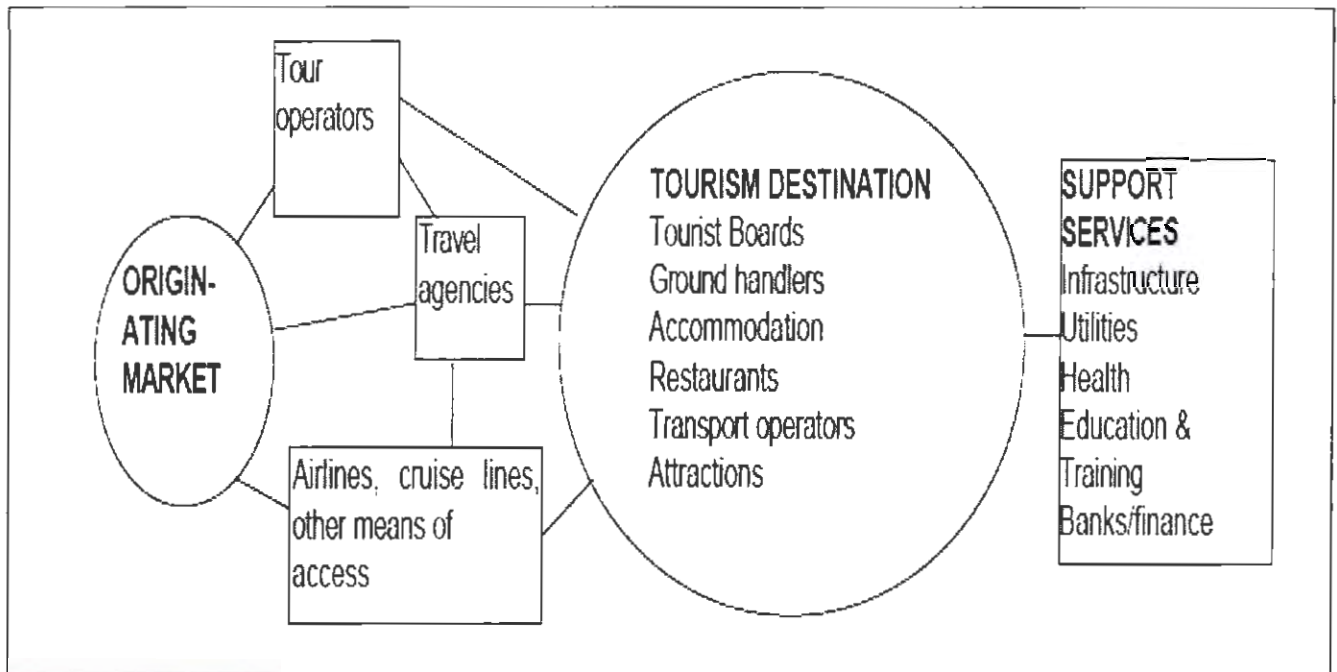 Tour
operators
Travel
agencies
ORIGIN-
ATING
MARKET
Airlines, cruise lines,
other means of
access
TOURISM DESTINATION
Tourist Boards
Ground handlers
Accommodation
Restaurants
Transport operators
Attractions
SUPPORT
SERVICES
Infrastructure
Utilities
Health
Education &
Training
Banks/finance